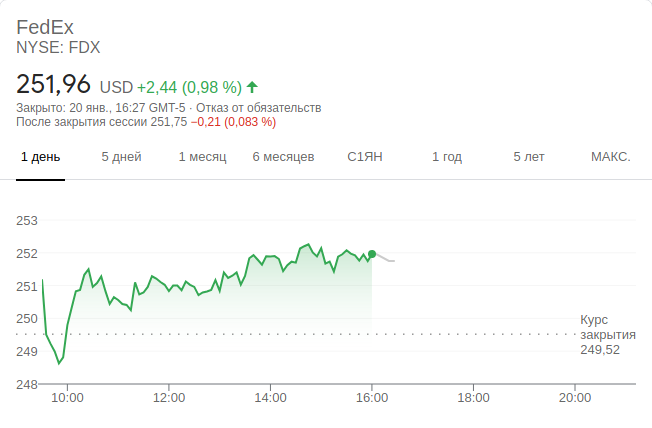 FedEx
NYSE: FDX
251,96 USD +2,44 (0,98 %)
Закрыто: 20 янв., 16:27 GMT-5 · Отказ от обязательств
После закрытия сессии 251,75 −0,21 (0,083 %)
1 день 5 дней 1 месяц 6 месяцев С1ЯН 1 год 5 лет МАКС.
253
252
251
250
249
248
Курс
закрытия
249,52
10:00 12:00 14:00 16:00 18:00 20:00